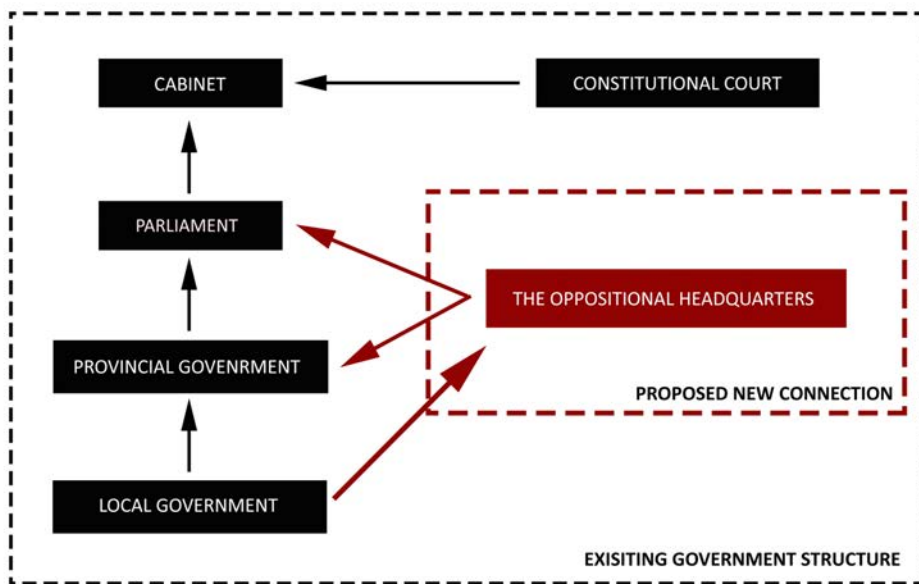 CABINET
CONSTITUTIONAL COURT
PARLIAMENT
THE OPPOSITIONAL HEADQUARTERS
PROVINCIAL GOVENRMENT
PROPOSED NEW CONNECTION
LOCAL GOVERNMENT
EXISITING GOVERNMENT STRUCTURE